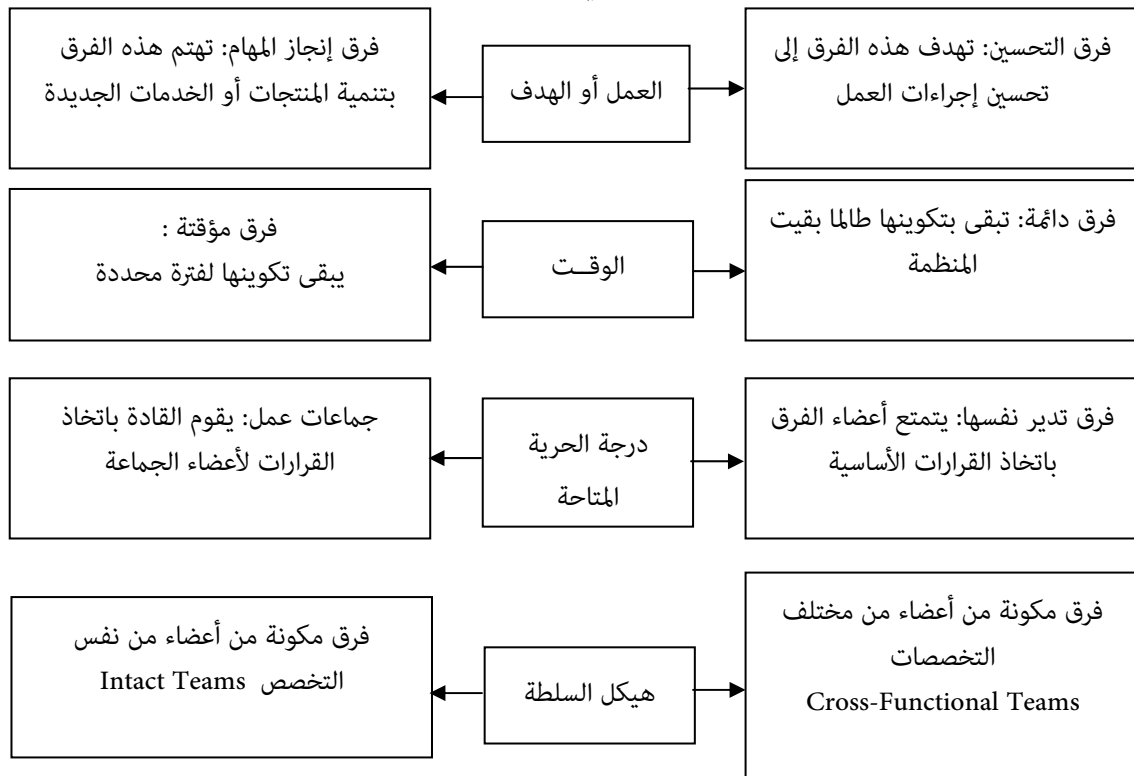 فرق التحسين: تهدف هذه الفرق إلى
تحسين إجراءات العمل
العمل أو الهدف
فرق إنجاز المهام: تهتم هذه الفرق
بتنمية المنتجات أو الخدمات الجديدة
فرق دائمة: تبقى بتكوينها طالما بقيت
المنظمة
الوقــت
فرق مؤقتة :
يبقى تكوينها لفترة محددة
فرق تدير نفسها: يتمتع أعضاء الفرق
باتخاذ القرارات الأساسية
درجة الحرية
المتاحة
جماعات عمل: يقوم القادة باتخاذ
القرارات لأعضاء الجماعة
فرق مكونة من أعضاء من مختلف
التخصصات
Cross-Functional Teams
هيكل السلطة
فرق مكونة من أعضاء من نفس
التخصص Intact Teams